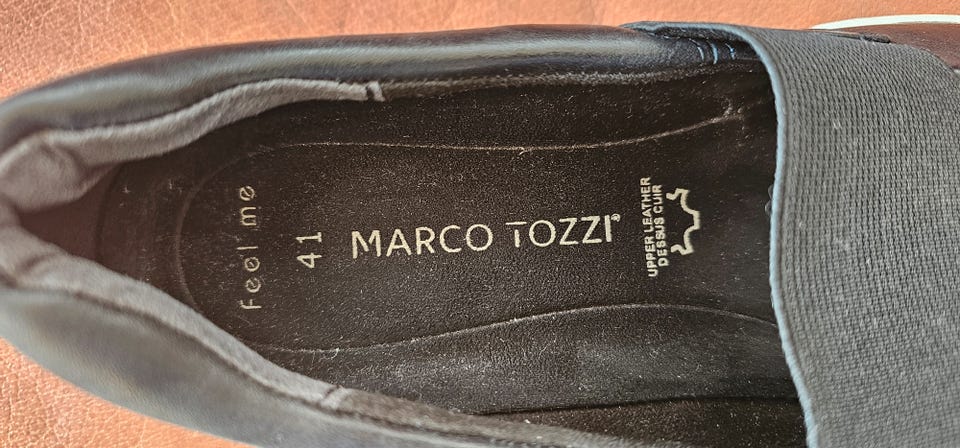 feel me
41
MARCO TOZZI®
UPPER LEATHER
DESSUS CUIR